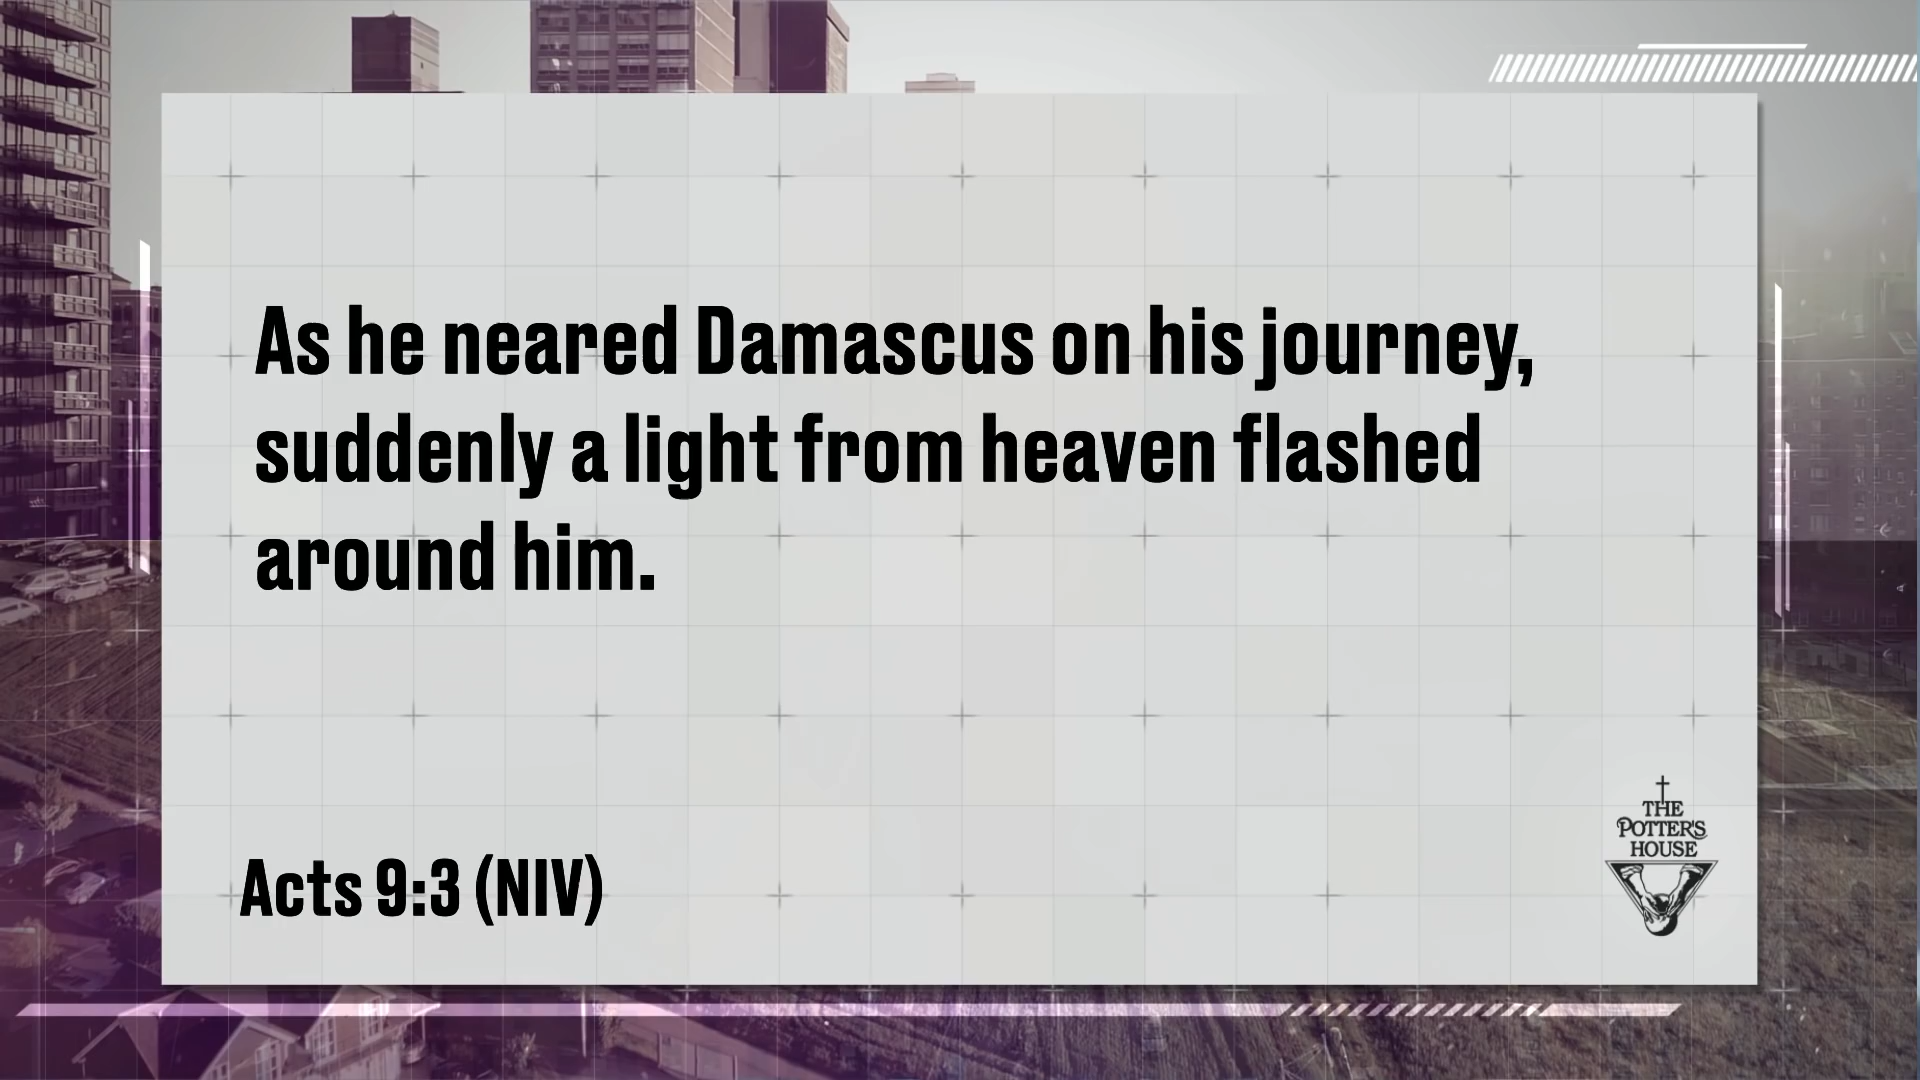 As he neared Damascus on his journey,
suddenly a light from heaven flashed
around him.
Acts 9:3 (NIV)
THE
POTTER'S
HOUSE